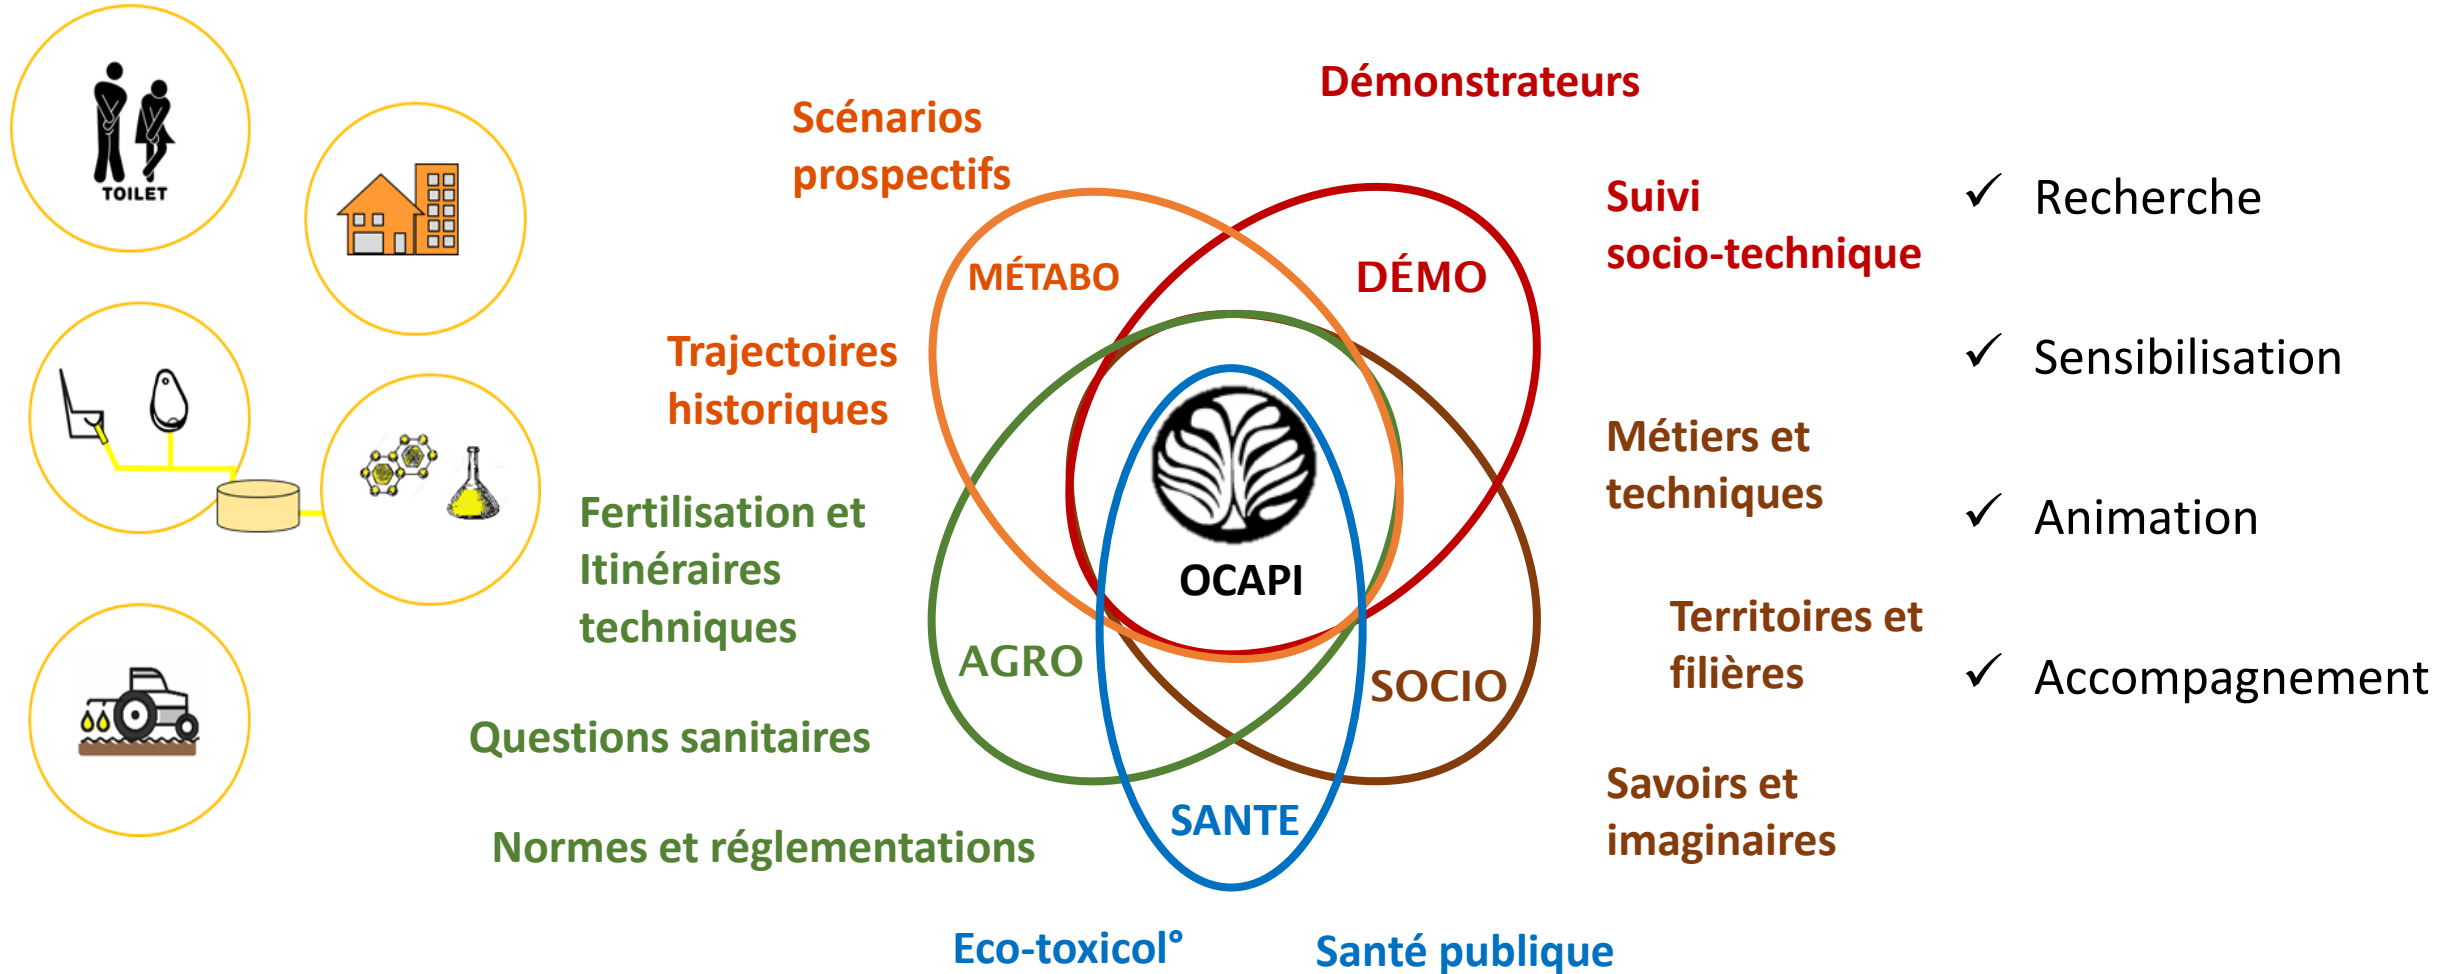 TOILET
Scénarios
prospectifs
Trajectoires
historiques
Fertilisation et
Itinéraires
techniques
Questions sanitaires
Normes et réglementations
Eco-toxicol°
Santé publique
MÉTABO
DÉMO
OCAPI
AGRO
SOCIO
SANTE
Démonstrateurs
Suivi
socio-technique
Métiers et
techniques
Territoires et
filières
Savoirs et
imaginaires
✓ Recherche
✓ Sensibilisation
✓ Animation
✓ Accompagnement